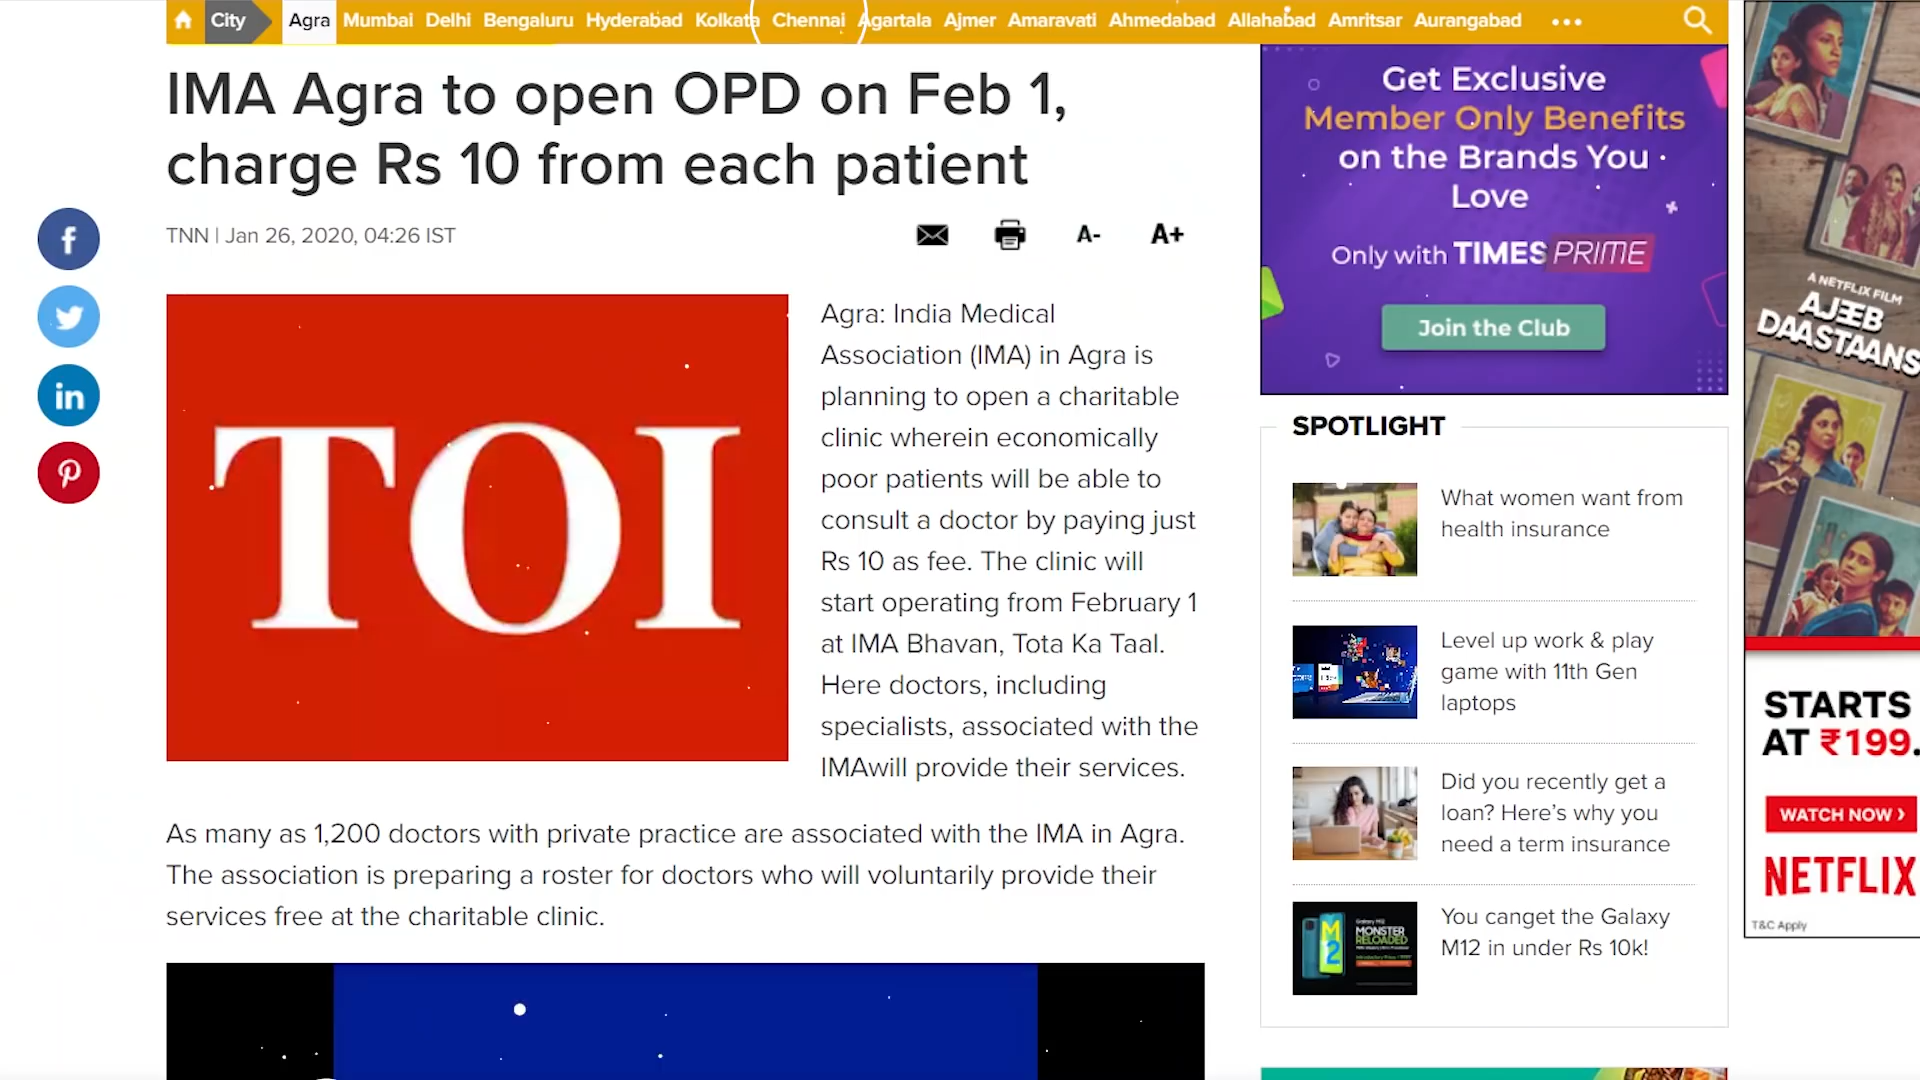 City Agra Mumbai Delhi Bengaluru Hyderabad Kolkata Chennai Agartala Ajmer Amaravati Ahmedabad Allahabad Amritsar Aurangabad
IMA Agra to open OPD on Feb 1,
charge Rs 10 from each patient
TNN | Jan 26, 2020, 04:26 IST
A- A+
TOI
Agra: India Medical
Association (IMA) in Agra is
planning to open a charitable
clinic wherein economically
poor patients will be able to
consult a doctor by paying just
Rs 10 as fee. The clinic will
start operating from February 1
at IMA Bhavan, Tota Ka Taal.
Here doctors, including
specialists, associated with the
IMAwill provide their services.
As many as 1,200 doctors with private practice are associated with the IMA in Agra.
The association is preparing a roster for doctors who will voluntarily provide their
services free at the charitable clinic.
Get Exclusive
Member Only Benefits
on the Brands You
Love
Only with TIMES PRIME
Join the Club
SPOTLIGHT
What women want from
health insurance
Level up work & play
game with 11th Gen
laptops
Did you recently get a
loan? Here's why you
need a term insurance
You canget the Galaxy
M12 in under Rs 10k!
M12
MONSTER
RELOADED
A NETFLIX FILM
AJEEB
DAASTAANS
STARTS
AT ₹199.
WATCH NOW
NETFLIX
T&C Apply